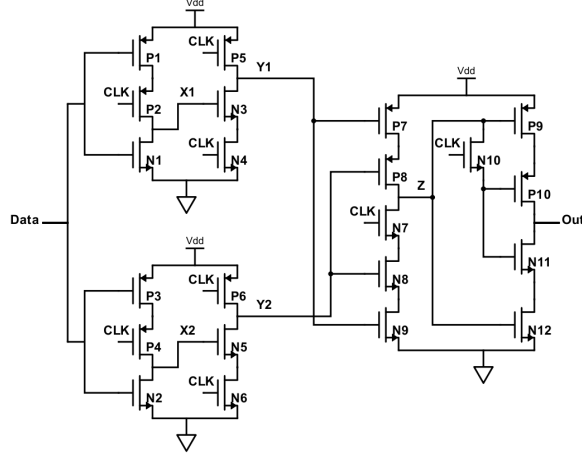 Vdd
P1
CLK
P5
Y1
CLK
P2
X1
N3
N1
CLK
N4
Vdd
P7
P9
CLK
N10
P8
Z
P10
Data
CLK
N7
Out
Vdd
N11
P3
CLK
P6
Y2
N8
CLK
P4
X2
N5
N9
N12
N2
CLK
N6